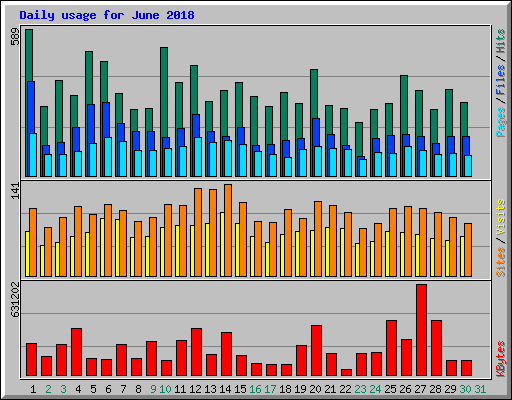 Daily usage for June 2018
589
Pages/Files/Hits
141
Sites/Visits
631202
KBytes
1 2 3 4 5 6 7 8 9 10 11 12 13 14 15 16 17 18 19 20 21 22 23 24 25 26 27 28 29 30 31